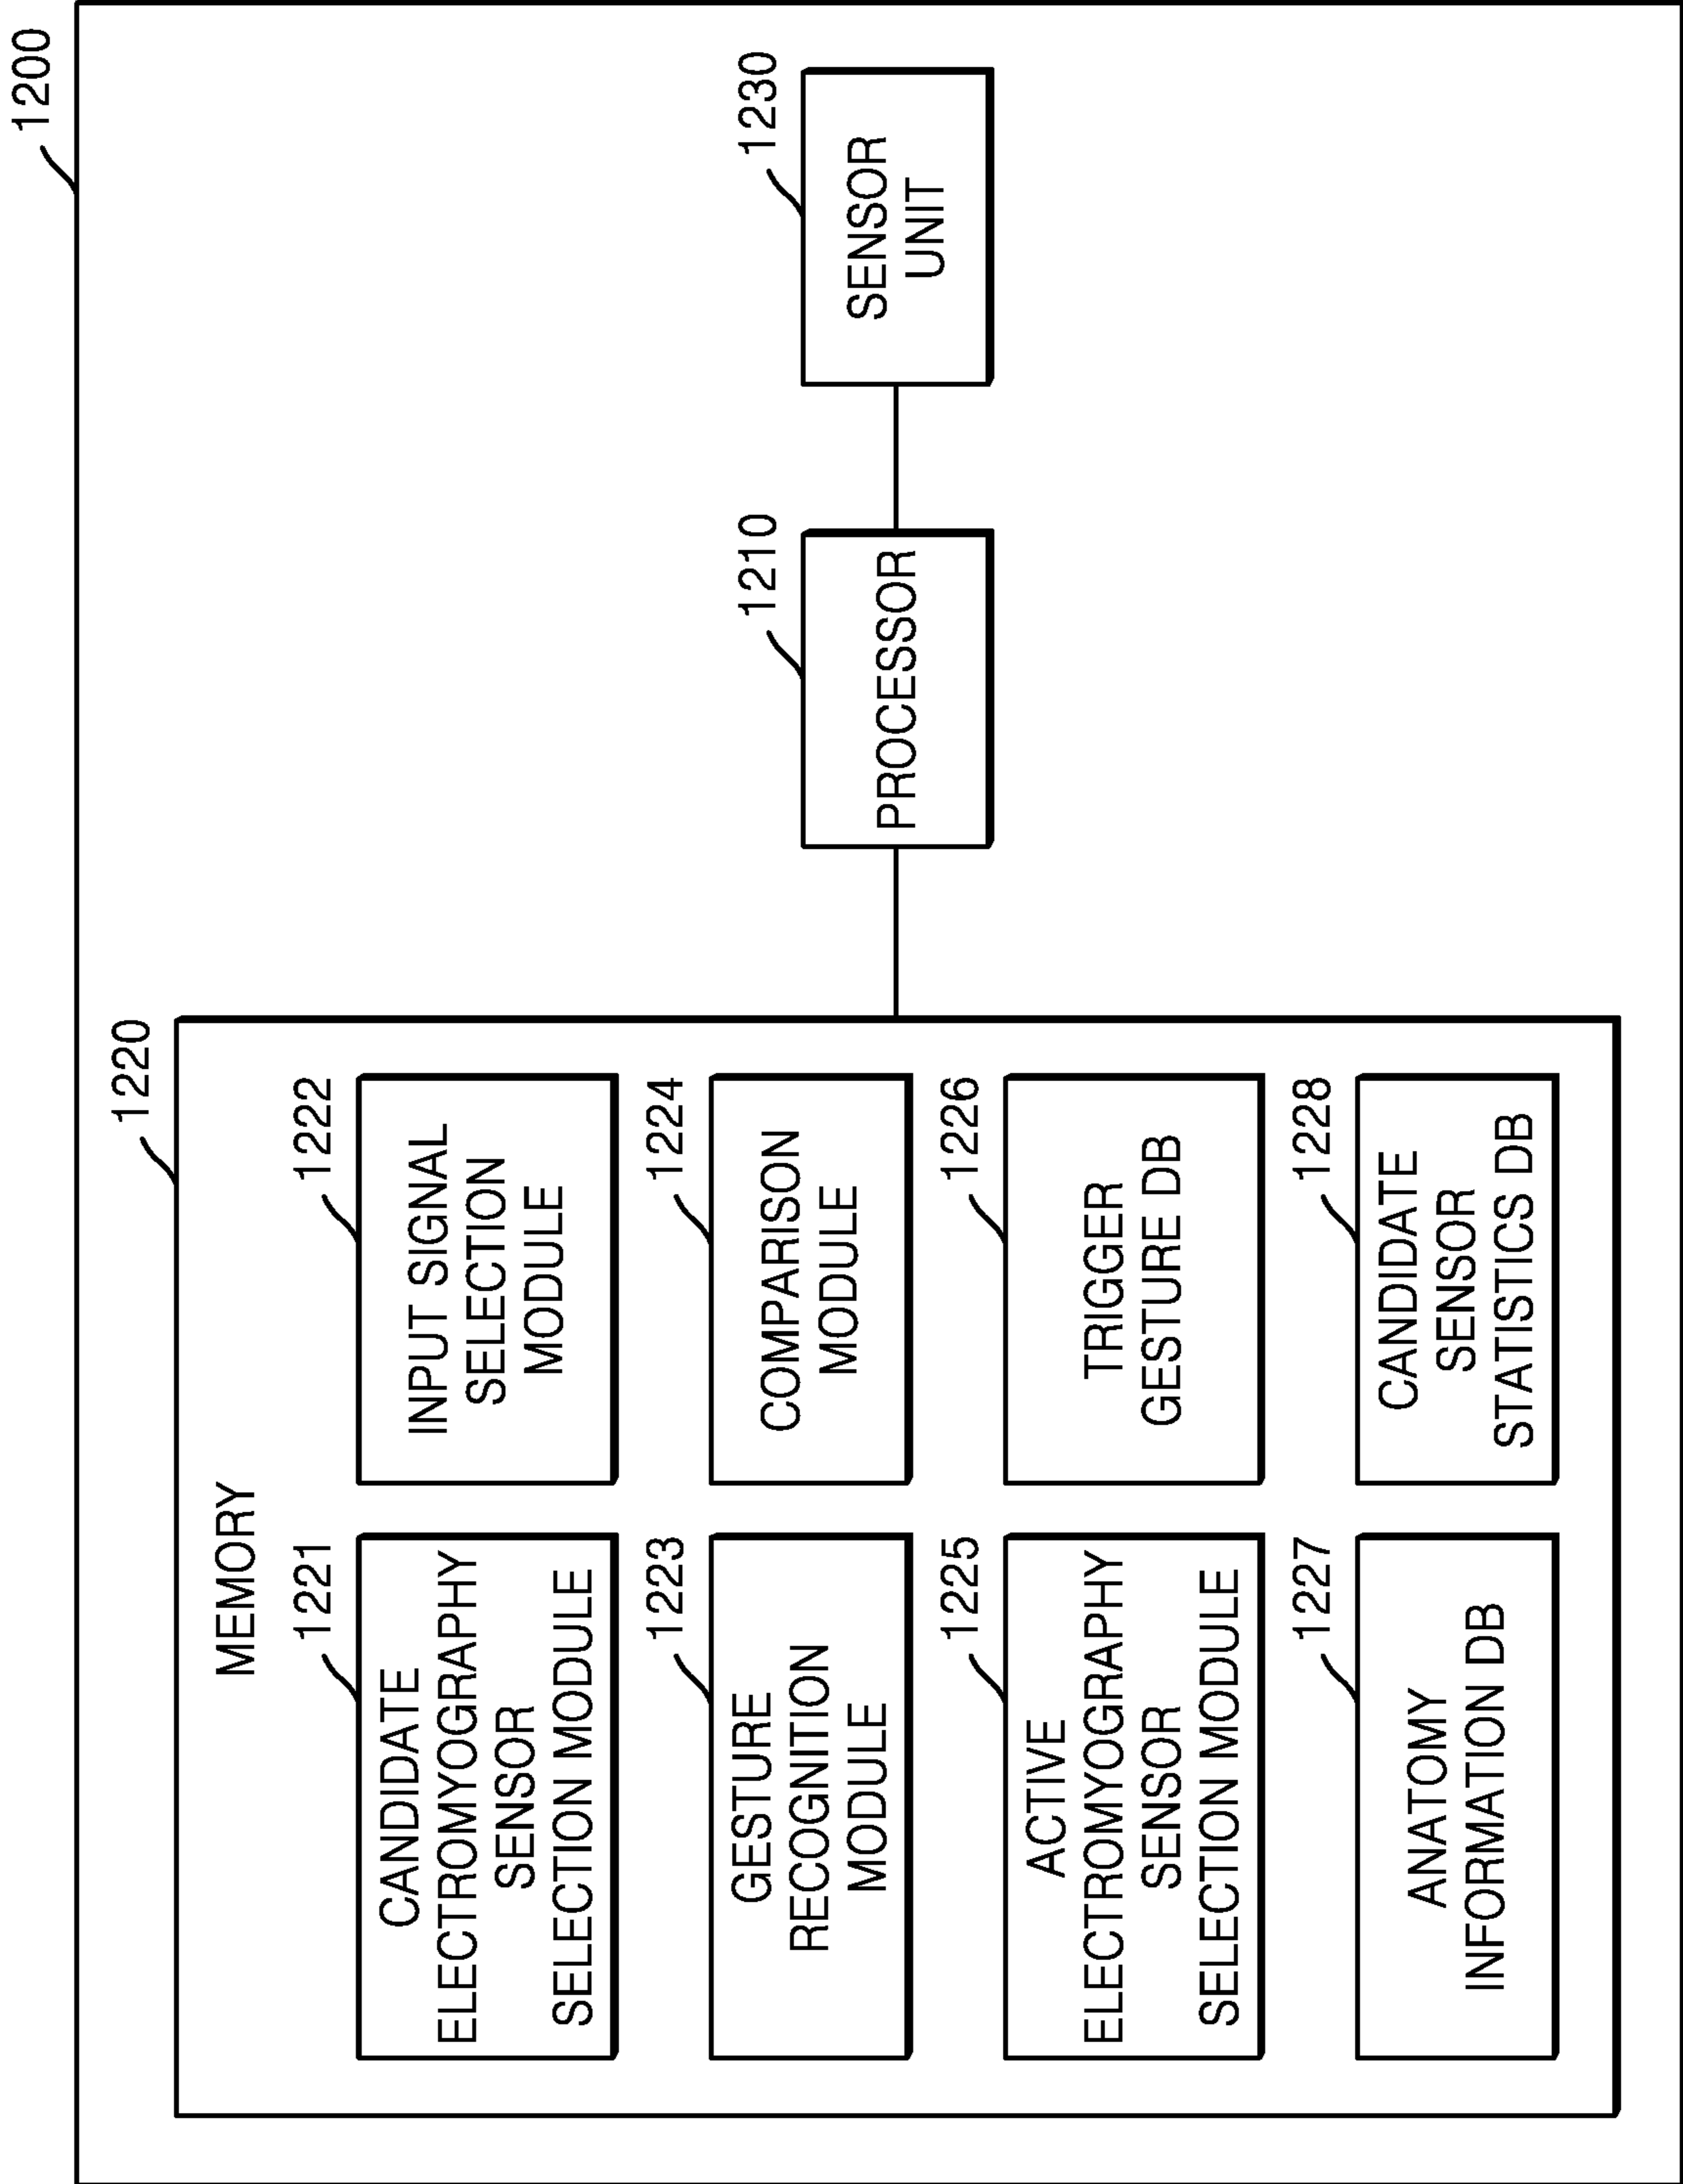 1200
1220
MEMORY
1221
CANDIDATE
ELECTROMYOGRAPHY
SENSOR
SELECTION MODULE
1222
INPUT SIGNAL
SELECTION
MODULE
1223
GESTURE
RECOGNITION
MODULE
1224
COMPARISON
MODULE
1225
ACTIVE
ELECTROMYOGRAPHY
SENSOR
SELECTION MODULE
1226
TRIGGER
GESTURE DB
1227
ANATOMY
INFORMATION DB
1228
CANDIDATE
SENSOR
STATISTICS DB
1210
PROCESSOR
1230
SENSOR
UNIT